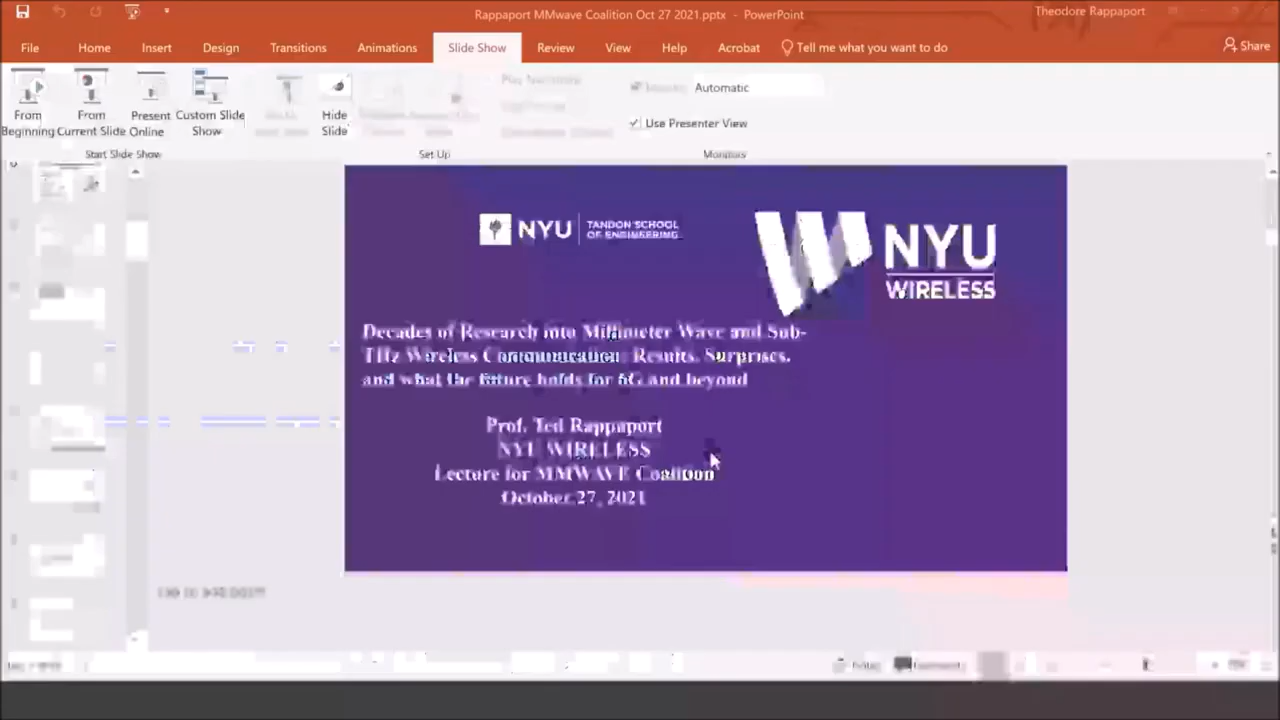 Rappaport MMwave Coalition Oct 27 2021.pptx - PowerPoint
Theodore Rappaport
File Home Insert Design Transitions Animations Slide Show Review View Help Acrobat Tell me what you want to do
Share
From Beginning
From Current Slide
Present Online
Custom Slide Show
Hide Slide
Automatic
Use Presenter View
Start Slide Show
Set Up
Monitors
NYU TANDON SCHOOL OF ENGINEERING
NYU
WIRELESS
Decades of Research into Millimeter Wave and Sub-
THz Wireless Communication: Results, Surprises,
and what the future holds for 6G and beyond
Prof. Ted Rappaport
NYU WIRELESS
Lecture for MMWAVE Coalition
October 27, 2021